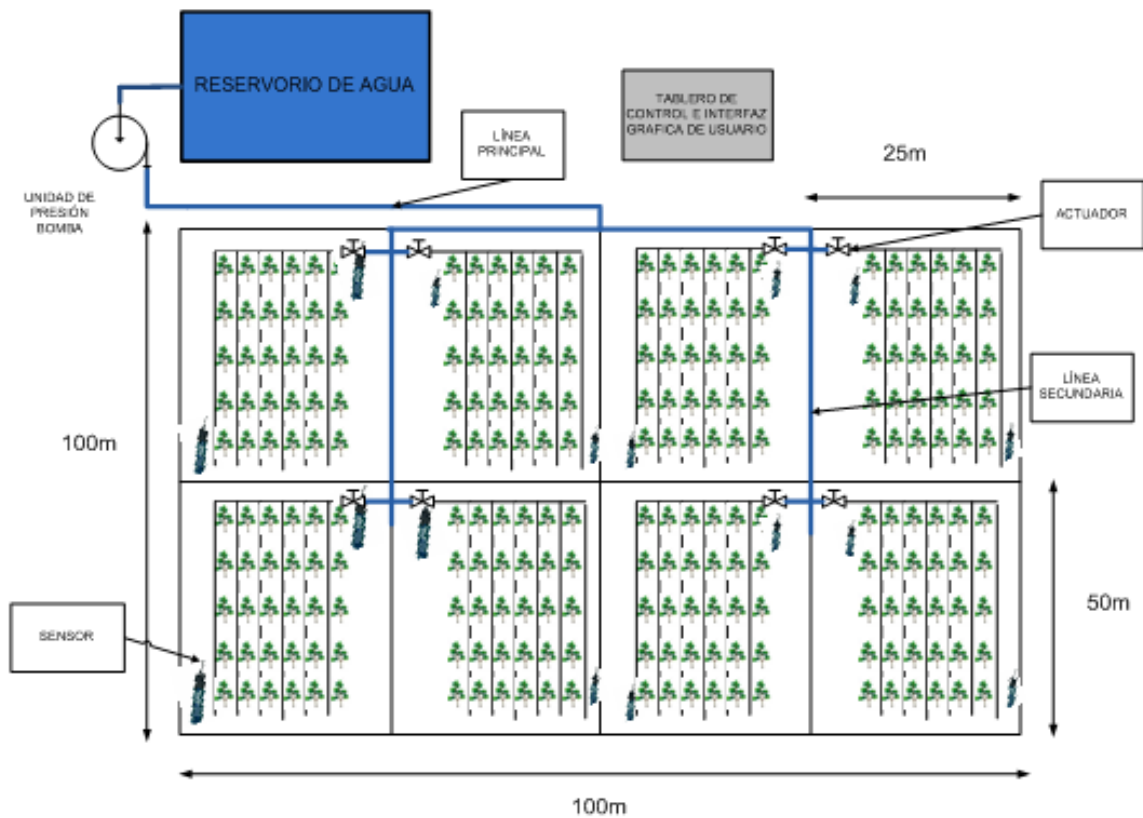 RESERVORIO DE AGUA
TABLERO DE
CONTROL E INTERFAZ
GRAFICA DE USUARIO
LÍNEA
PRINCIPAL
25m
UNIDAD DE
PRESIÓN
BOMBA
ACTUADOR
LÍNEA
SECUNDARIA
100m
50m
SENSOR
100m